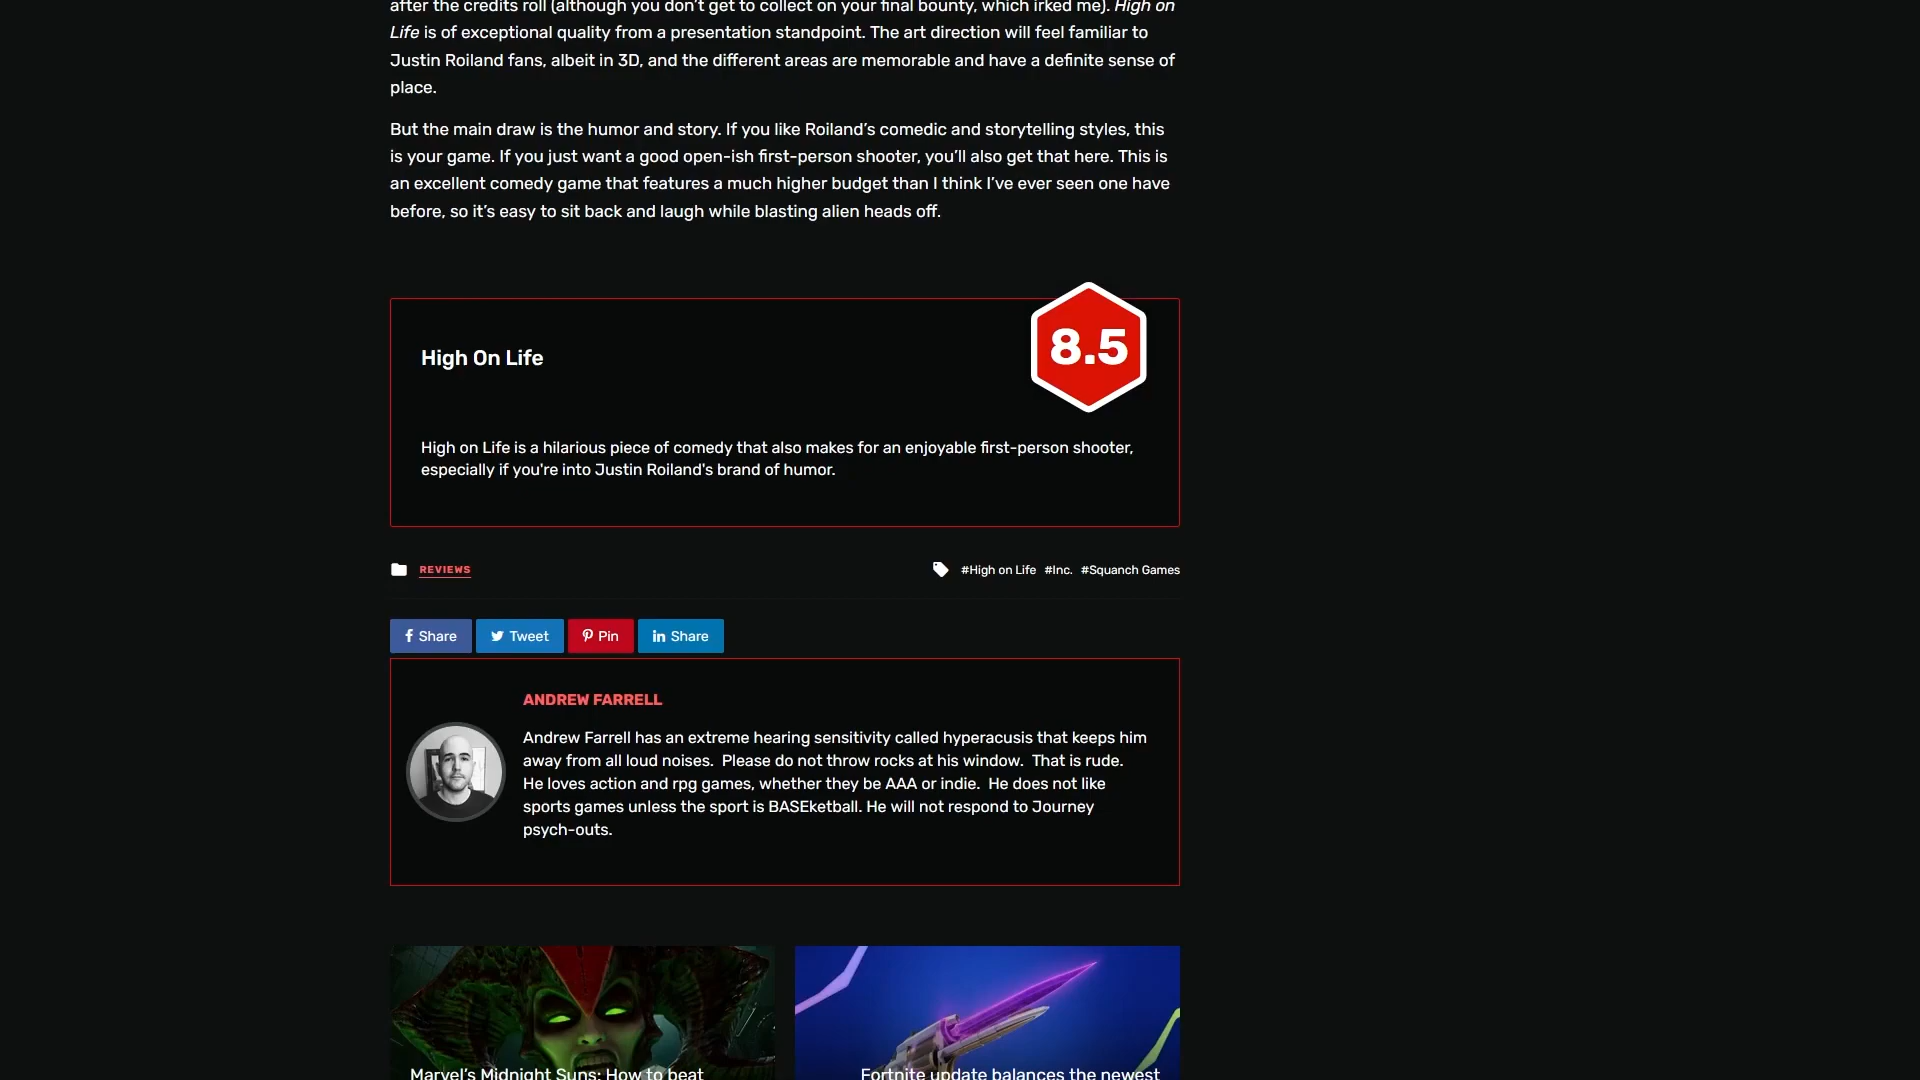 after the credits roll (although you don’t get to collect on your final bounty, which irked me). High on
Life is of exceptional quality from a presentation standpoint. The art direction will feel familiar to
Justin Roiland fans, albeit in 3D, and the different areas are memorable and have a definite sense of
place.
But the main draw is the humor and story. If you like Roiland’s comedic and storytelling styles, this
is your game. If you just want a good open-ish first-person shooter, you’ll also get that here. This is
an excellent comedy game that features a much higher budget than I think I’ve ever seen one have
before, so it’s easy to sit back and laugh while blasting alien heads off.
8.5
High On Life
High on Life is a hilarious piece of comedy that also makes for an enjoyable first-person shooter,
especially if you're into Justin Roiland's brand of humor.
REVIEWS
#High on Life #Inc. #Squanch Games
Share Tweet Pin Share
ANDREW FARRELL
Andrew Farrell has an extreme hearing sensitivity called hyperacusis that keeps him
away from all loud noises. Please do not throw rocks at his window. That is rude.
He loves action and rpg games, whether they be AAA or indie. He does not like
sports games unless the sport is BASEketball. He will not respond to Journey
psych-outs.
Marvel’s Midnight Suns: How to beat
Fortnite update balances the newest